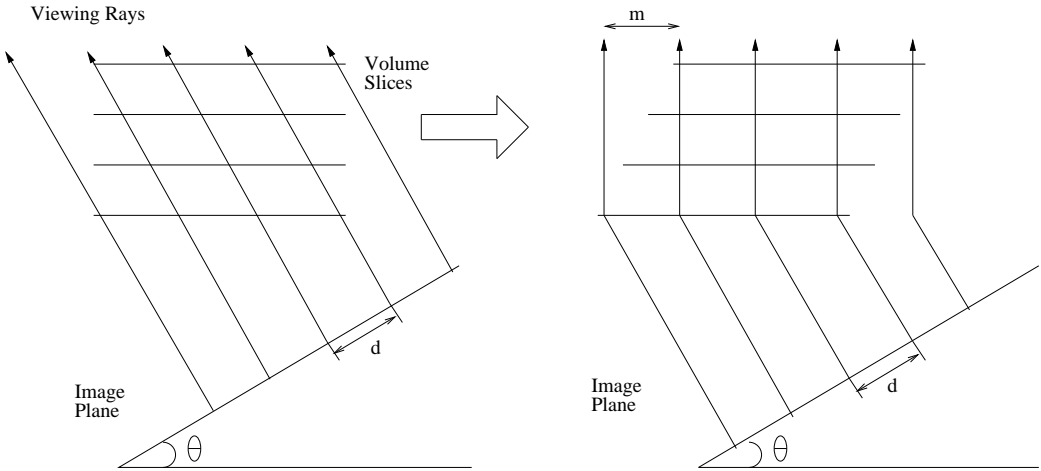 Viewing Rays
Volume
Slices
d
Image
Plane
θ
m
d
Image
Plane
θ